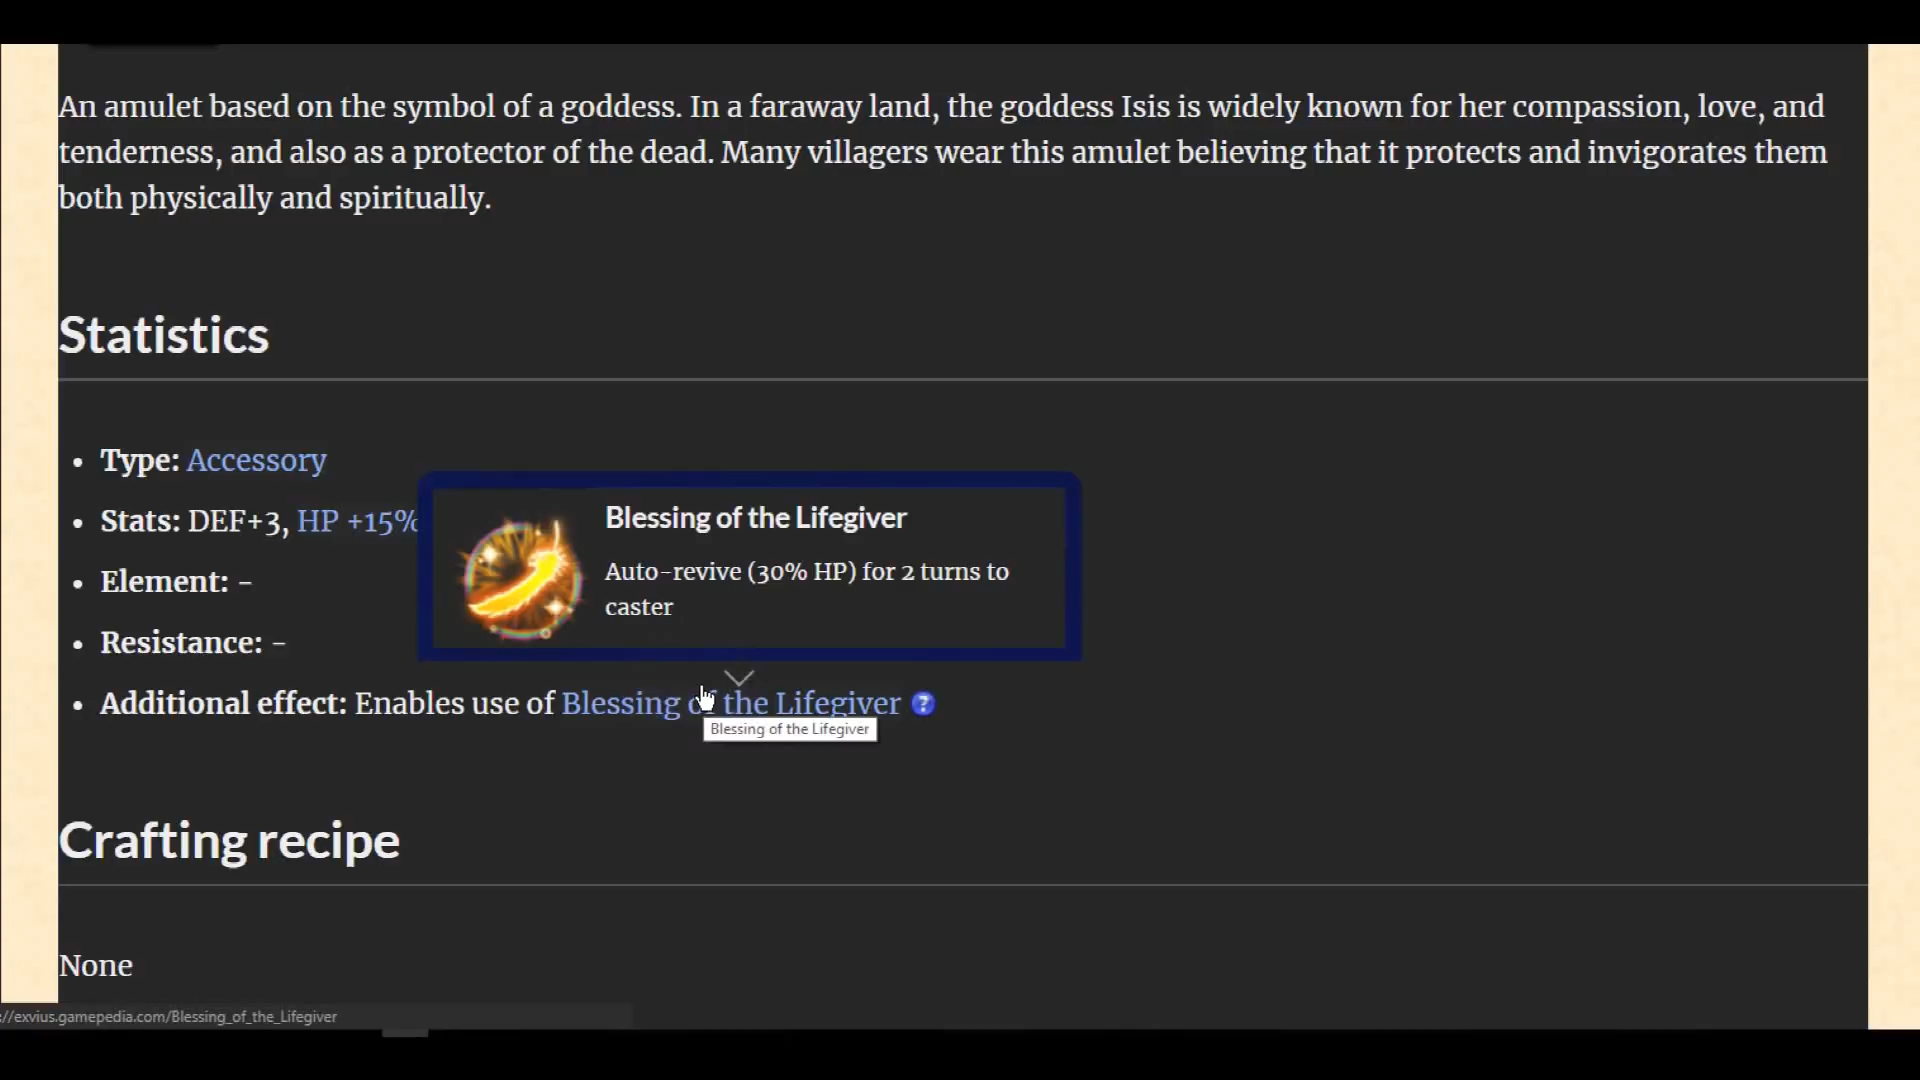 An amulet based on the symbol of a goddess. In a faraway land, the goddess Isis is widely known for her compassion, love, and
tenderness, and also as a protector of the dead. Many villagers wear this amulet believing that it protects and invigorates them
both physically and spiritually.
Statistics
• Type: Accessory
• Stats: DEF+3, HP +15%
Blessing of the Lifegiver
Auto-revive (30% HP) for 2 turns to
caster
• Element: -
• Resistance: -
• Additional effect: Enables use of Blessing of the Lifegiver ?
Blessing of the Lifegiver
Crafting recipe
None
://exvius.gamepedia.com/Blessing_of_the_Lifegiver